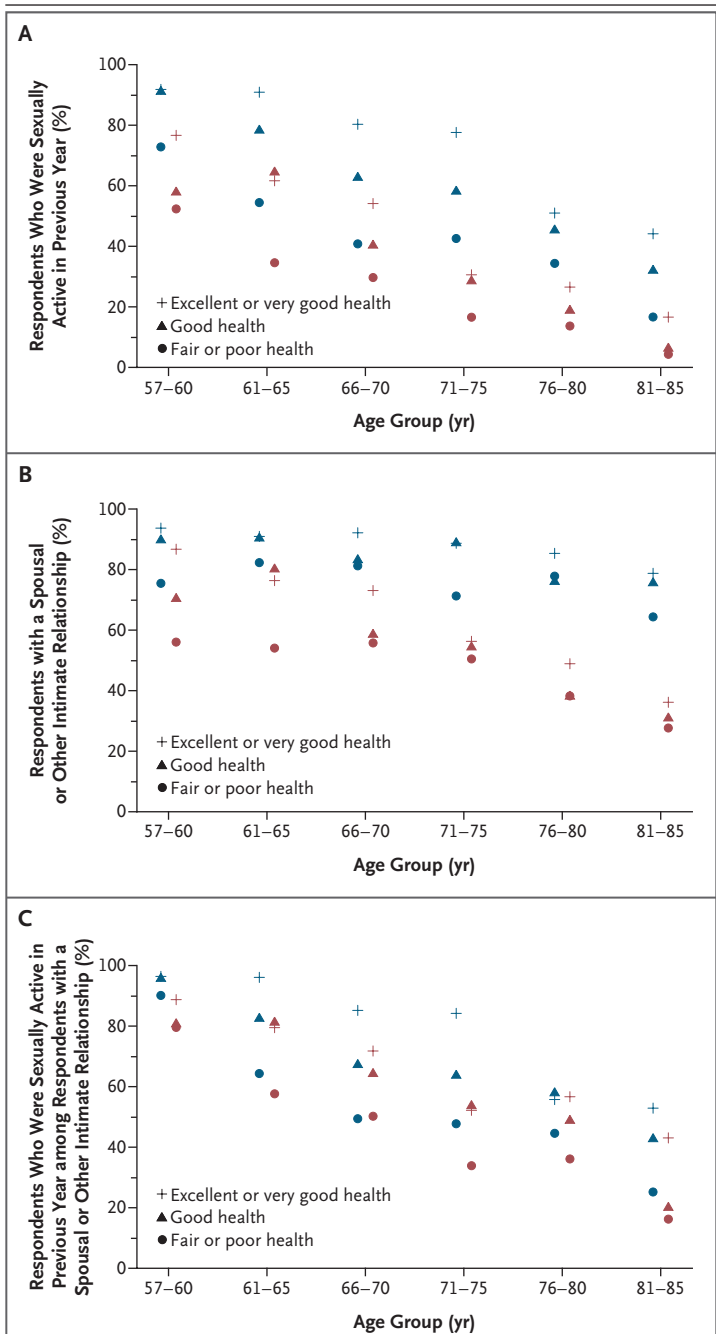 A
Respondents Who Were Sexually
Active in Previous Year (%)
100
80
60
40
20
0
+ Excellent or very good health
▲ Good health
● Fair or poor health
57–60 61–65 66–70 71–75 76–80 81–85
Age Group (yr)
B
Respondents with a Spousal
or Other Intimate Relationship (%)
100
80
60
40
20
0
+ Excellent or very good health
▲ Good health
● Fair or poor health
57–60 61–65 66–70 71–75 76–80 81–85
Age Group (yr)
C
Respondents Who Were Sexually Active in
Previous Year among Respondents with a
Spousal or Other Intimate Relationship (%)
100
80
60
40
20
0
+ Excellent or very good health
▲ Good health
● Fair or poor health
57–60 61–65 66–70 71–75 76–80 81–85
Age Group (yr)